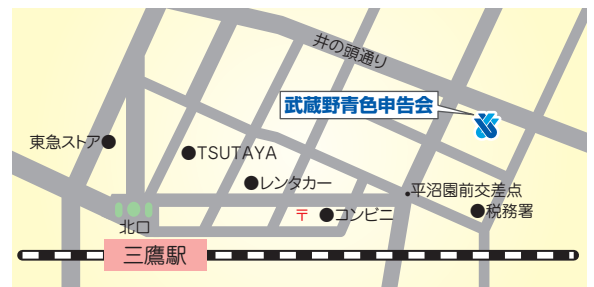 井の頭通り
武蔵野青色申告会
東急ストア
TSUTAYA
レンタカー
平沼園前交差点
〒
コンビニ
税務署
北口
三鷹駅